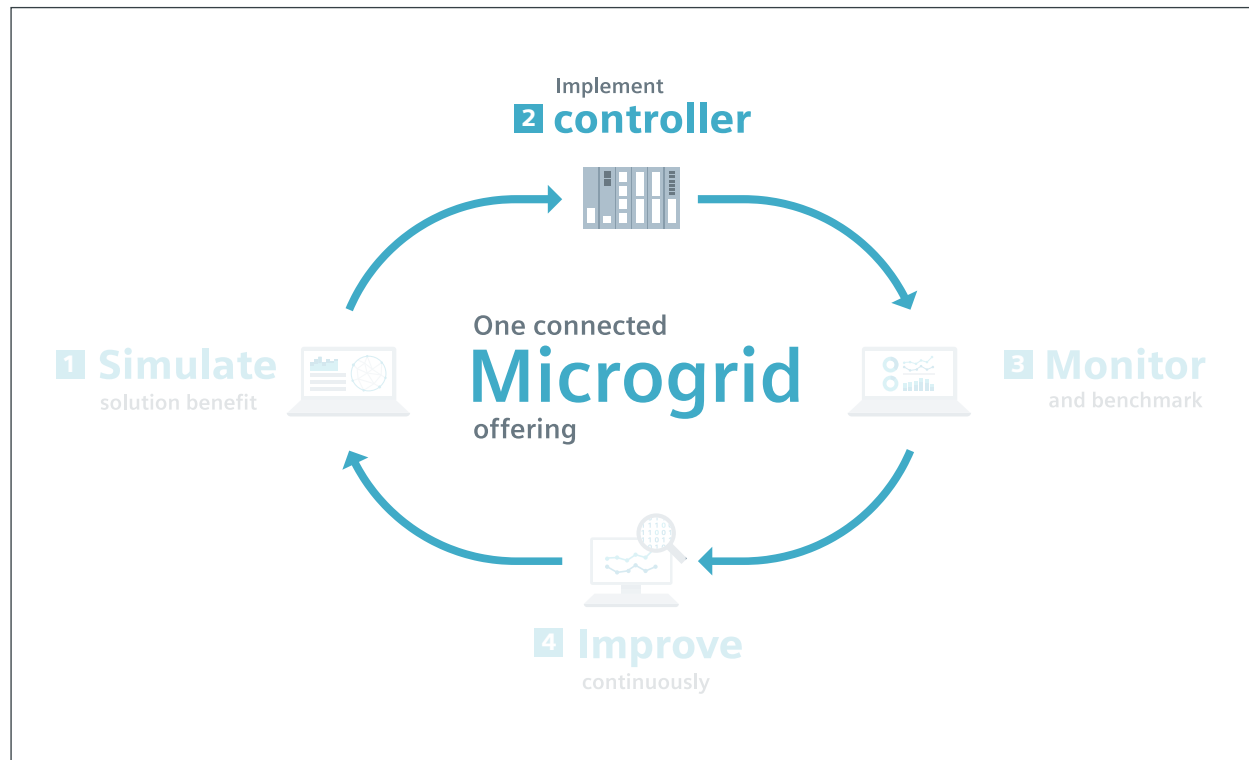 Implement
2 controller
One connected
Microgrid
offering
1 Simulate
solution benefit
3 Monitor
and benchmark
4 Improve
continuously